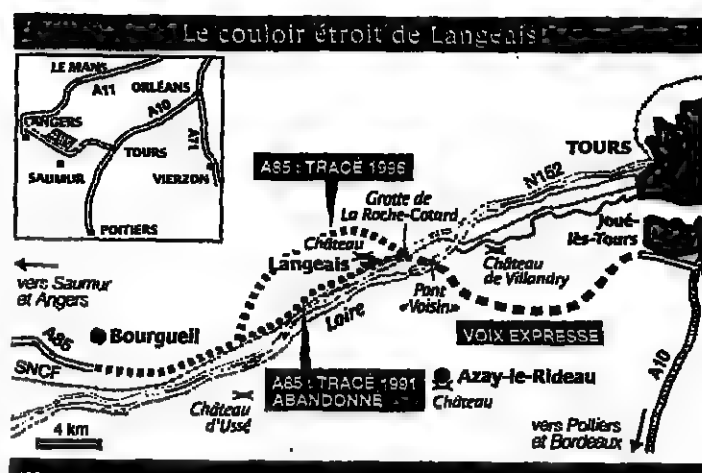 Le couloir étroit de Langeais
LE MANS
ORLÉANS
A11
A10
ANGERS
A71
TOURS
SAUMUR
VIERZON
POITIERS
A85 : TRACÉ 1996
TOURS
N152
Grotte de
La Roche-Cotard
Château
Langeais
Joué-
lès-Tours
Château
de Villandry
Pont
Voisin
vers Saumur
et Angers
Loire
VOIX EXPRESSE
A85
Bourgueil
SNCF
A85 : TRACÉ 1991
ABANDONNÉ
Azay-le-Rideau
Château
A10
Château
d'Ussé
vers Poitiers
et Bordeaux
4 km